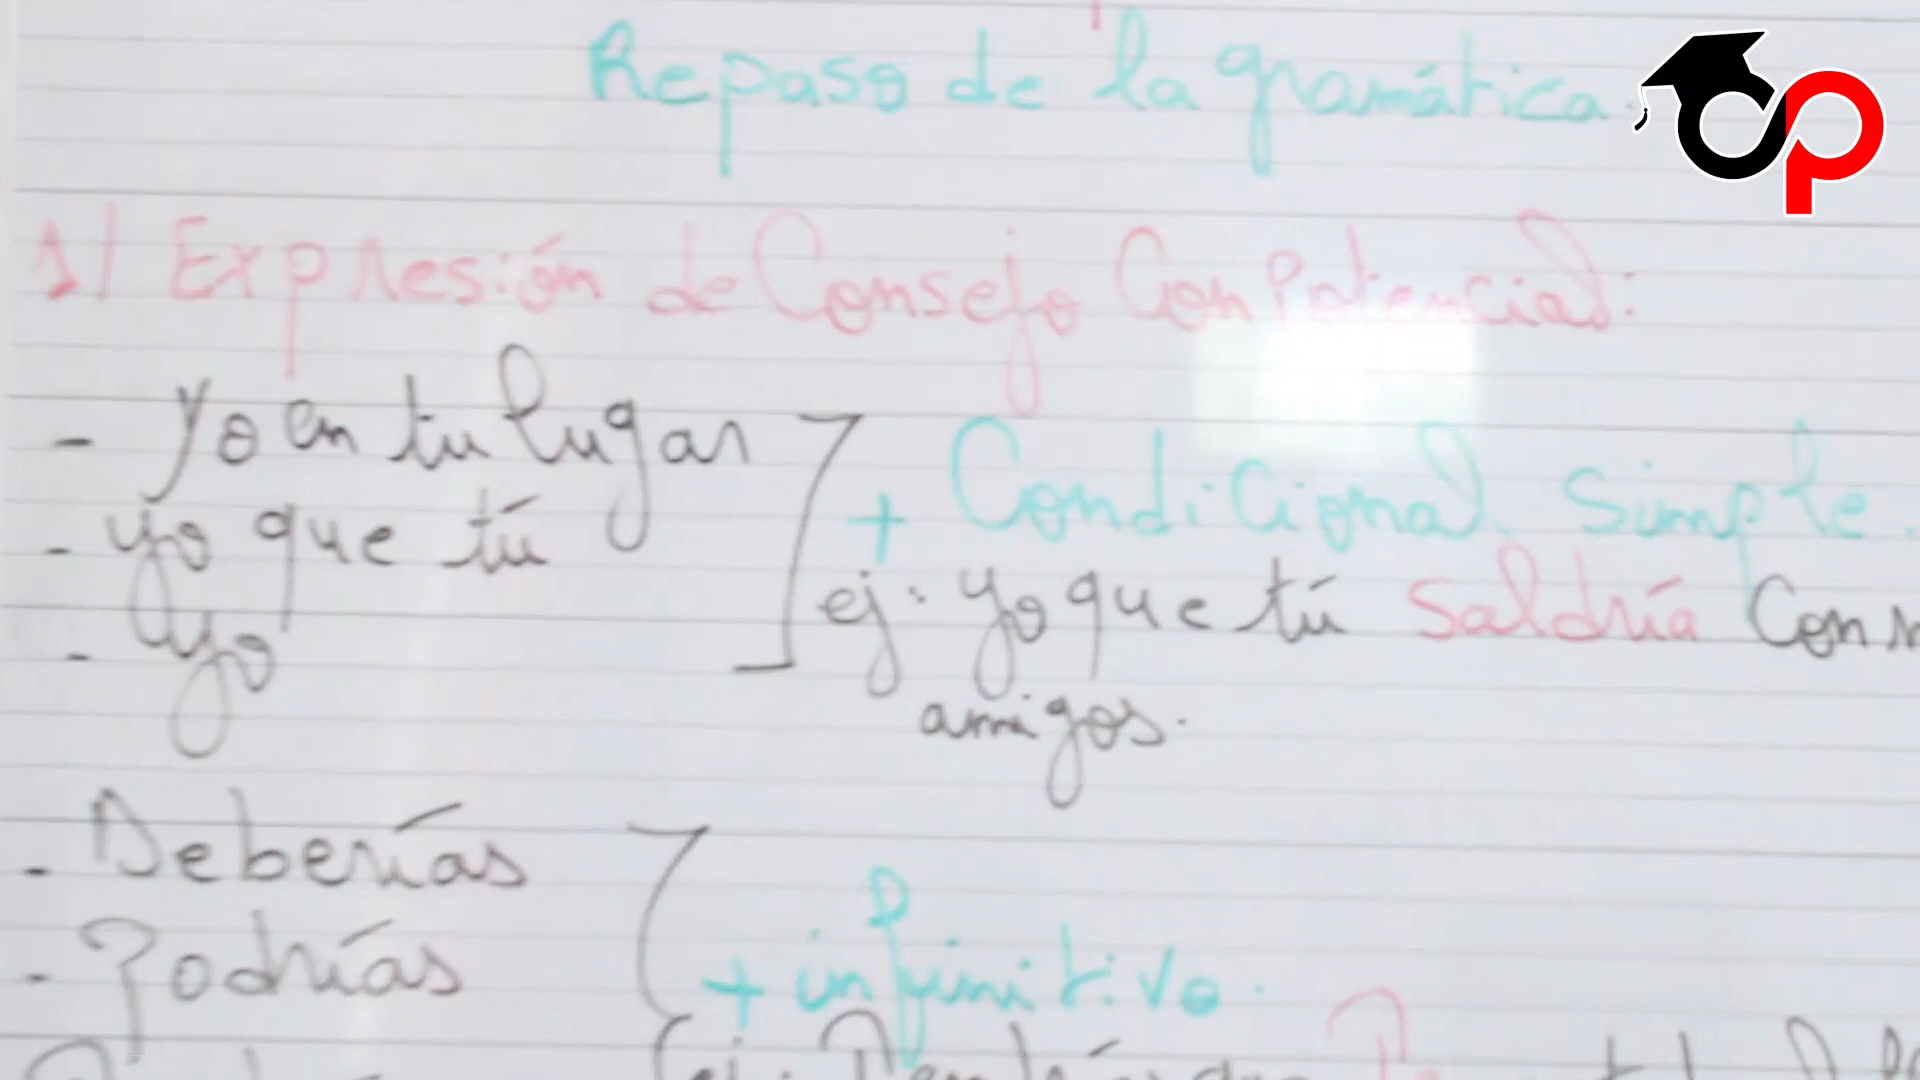 Repaso de la gramática.
1) Expresión de Consejo Con Potencial:
- Yo en tu lugar
- yo que tú
- yo
+ Condicional Simple.
ej: yo que tú Saldría Con
amigos.
- Deberías
- Podrías
+ infinitivo.
ej: